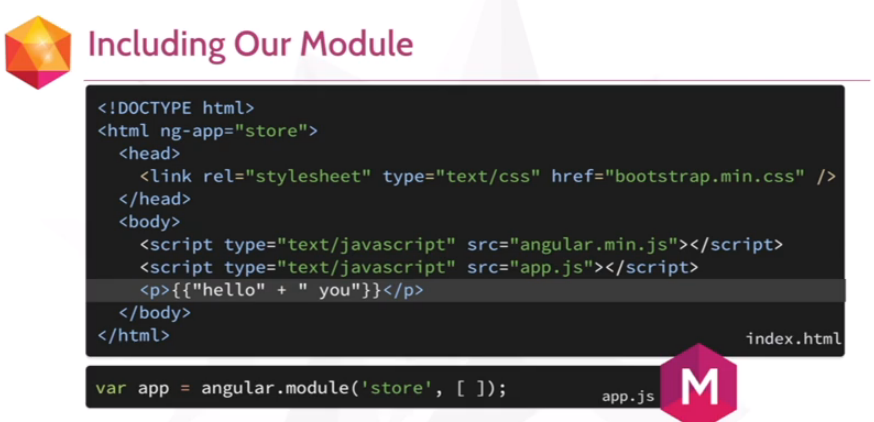 Including Our Module
<!DOCTYPE html>
<html ng-app="store">
  <head>
    <link rel="stylesheet" type="text/css" href="bootstrap.min.css" />
  </head>
  <body>
    <script type="text/javascript" src="angular.min.js"></script>
    <script type="text/javascript" src="app.js"></script>
    <p>{{"hello" + " you"}}</p>
  </body>
</html>
index.html
var app = angular.module('store', [ ]);
app.js
M